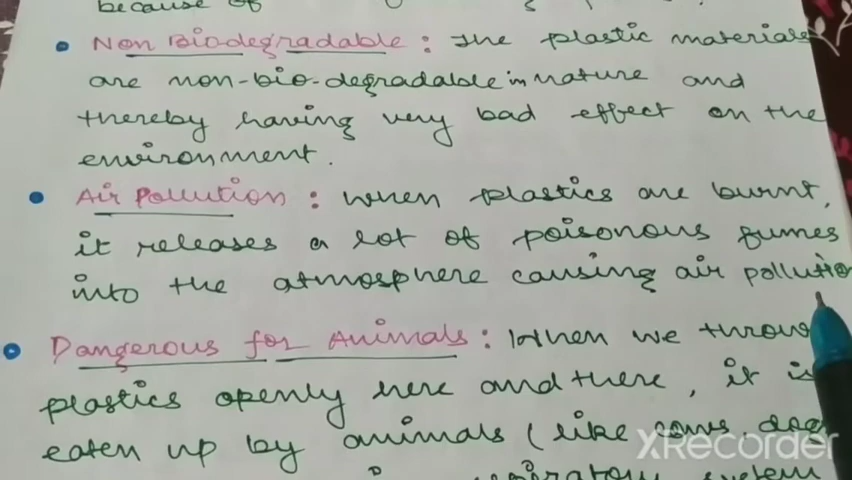 because of
• Non Biodegradable : The plastic materials
are non-bio-degradable in nature and
thereby having very bad effect on the
environment.
• Air Pollution : When plastics are burnt,
it releases a lot of poisonous fumes
into the atmosphere causing air pollution
• Dangerous for Animals : When we throw
plastics openly here and there, it is
eaten up by animals (like cows, dog
system
XRecorder